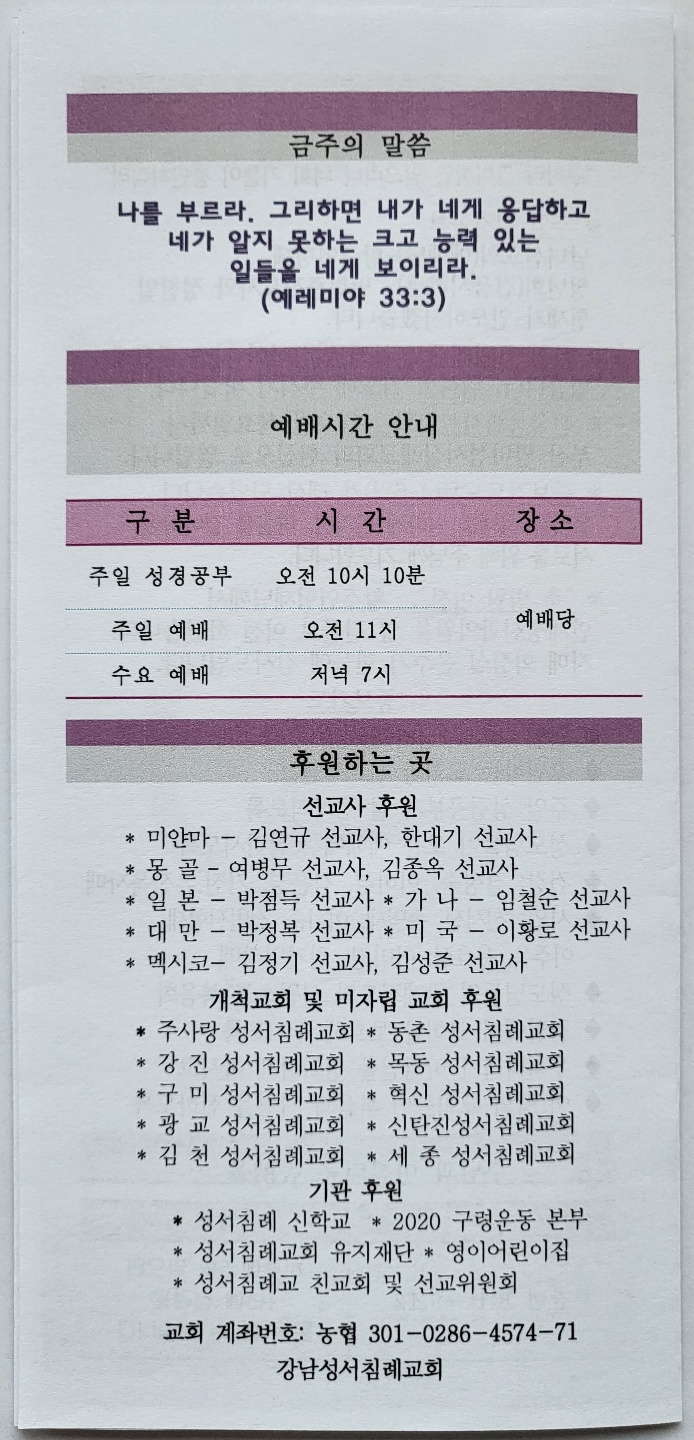 금주의 말씀
나를 부르라. 그리하면 내가 네게 응답하고
네가 알지 못하는 크고 능력 있는
일들을 네게 보이리라.
(예레미야 33:3)
예배시간 안내
구 분 시 간 장 소
주일 성경공부 오전 10시 10분
예배당
주일 예배 오전 11시
수요 예배 저녁 7시
후원하는 곳
선교사 후원
* 미얀마 - 김연규 선교사, 한대기 선교사
* 몽 골 - 여병무 선교사, 김종옥 선교사
* 일 본 - 박점득 선교사 * 가 나 - 임철순 선교사
* 대 만 - 박정복 선교사 * 미 국 - 이황로 선교사
* 멕시코- 김정기 선교사, 김성준 선교사
개척교회 및 미자립 교회 후원
* 주사랑 성서침례교회 * 동촌 성서침례교회
* 강 진 성서침례교회 * 목동 성서침례교회
* 구 미 성서침례교회 * 혁신 성서침례교회
* 광 교 성서침례교회 * 신탄진성서침례교회
* 김 천 성서침례교회 * 세 종 성서침례교회
기관 후원
* 성서침례 신학교 * 2020 구령운동 본부
* 성서침례교회 유지재단 * 영이어린이집
* 성서침례교 친교회 및 선교위원회
교회 계좌번호: 농협 301-0286-4574-71
강남성서침례교회